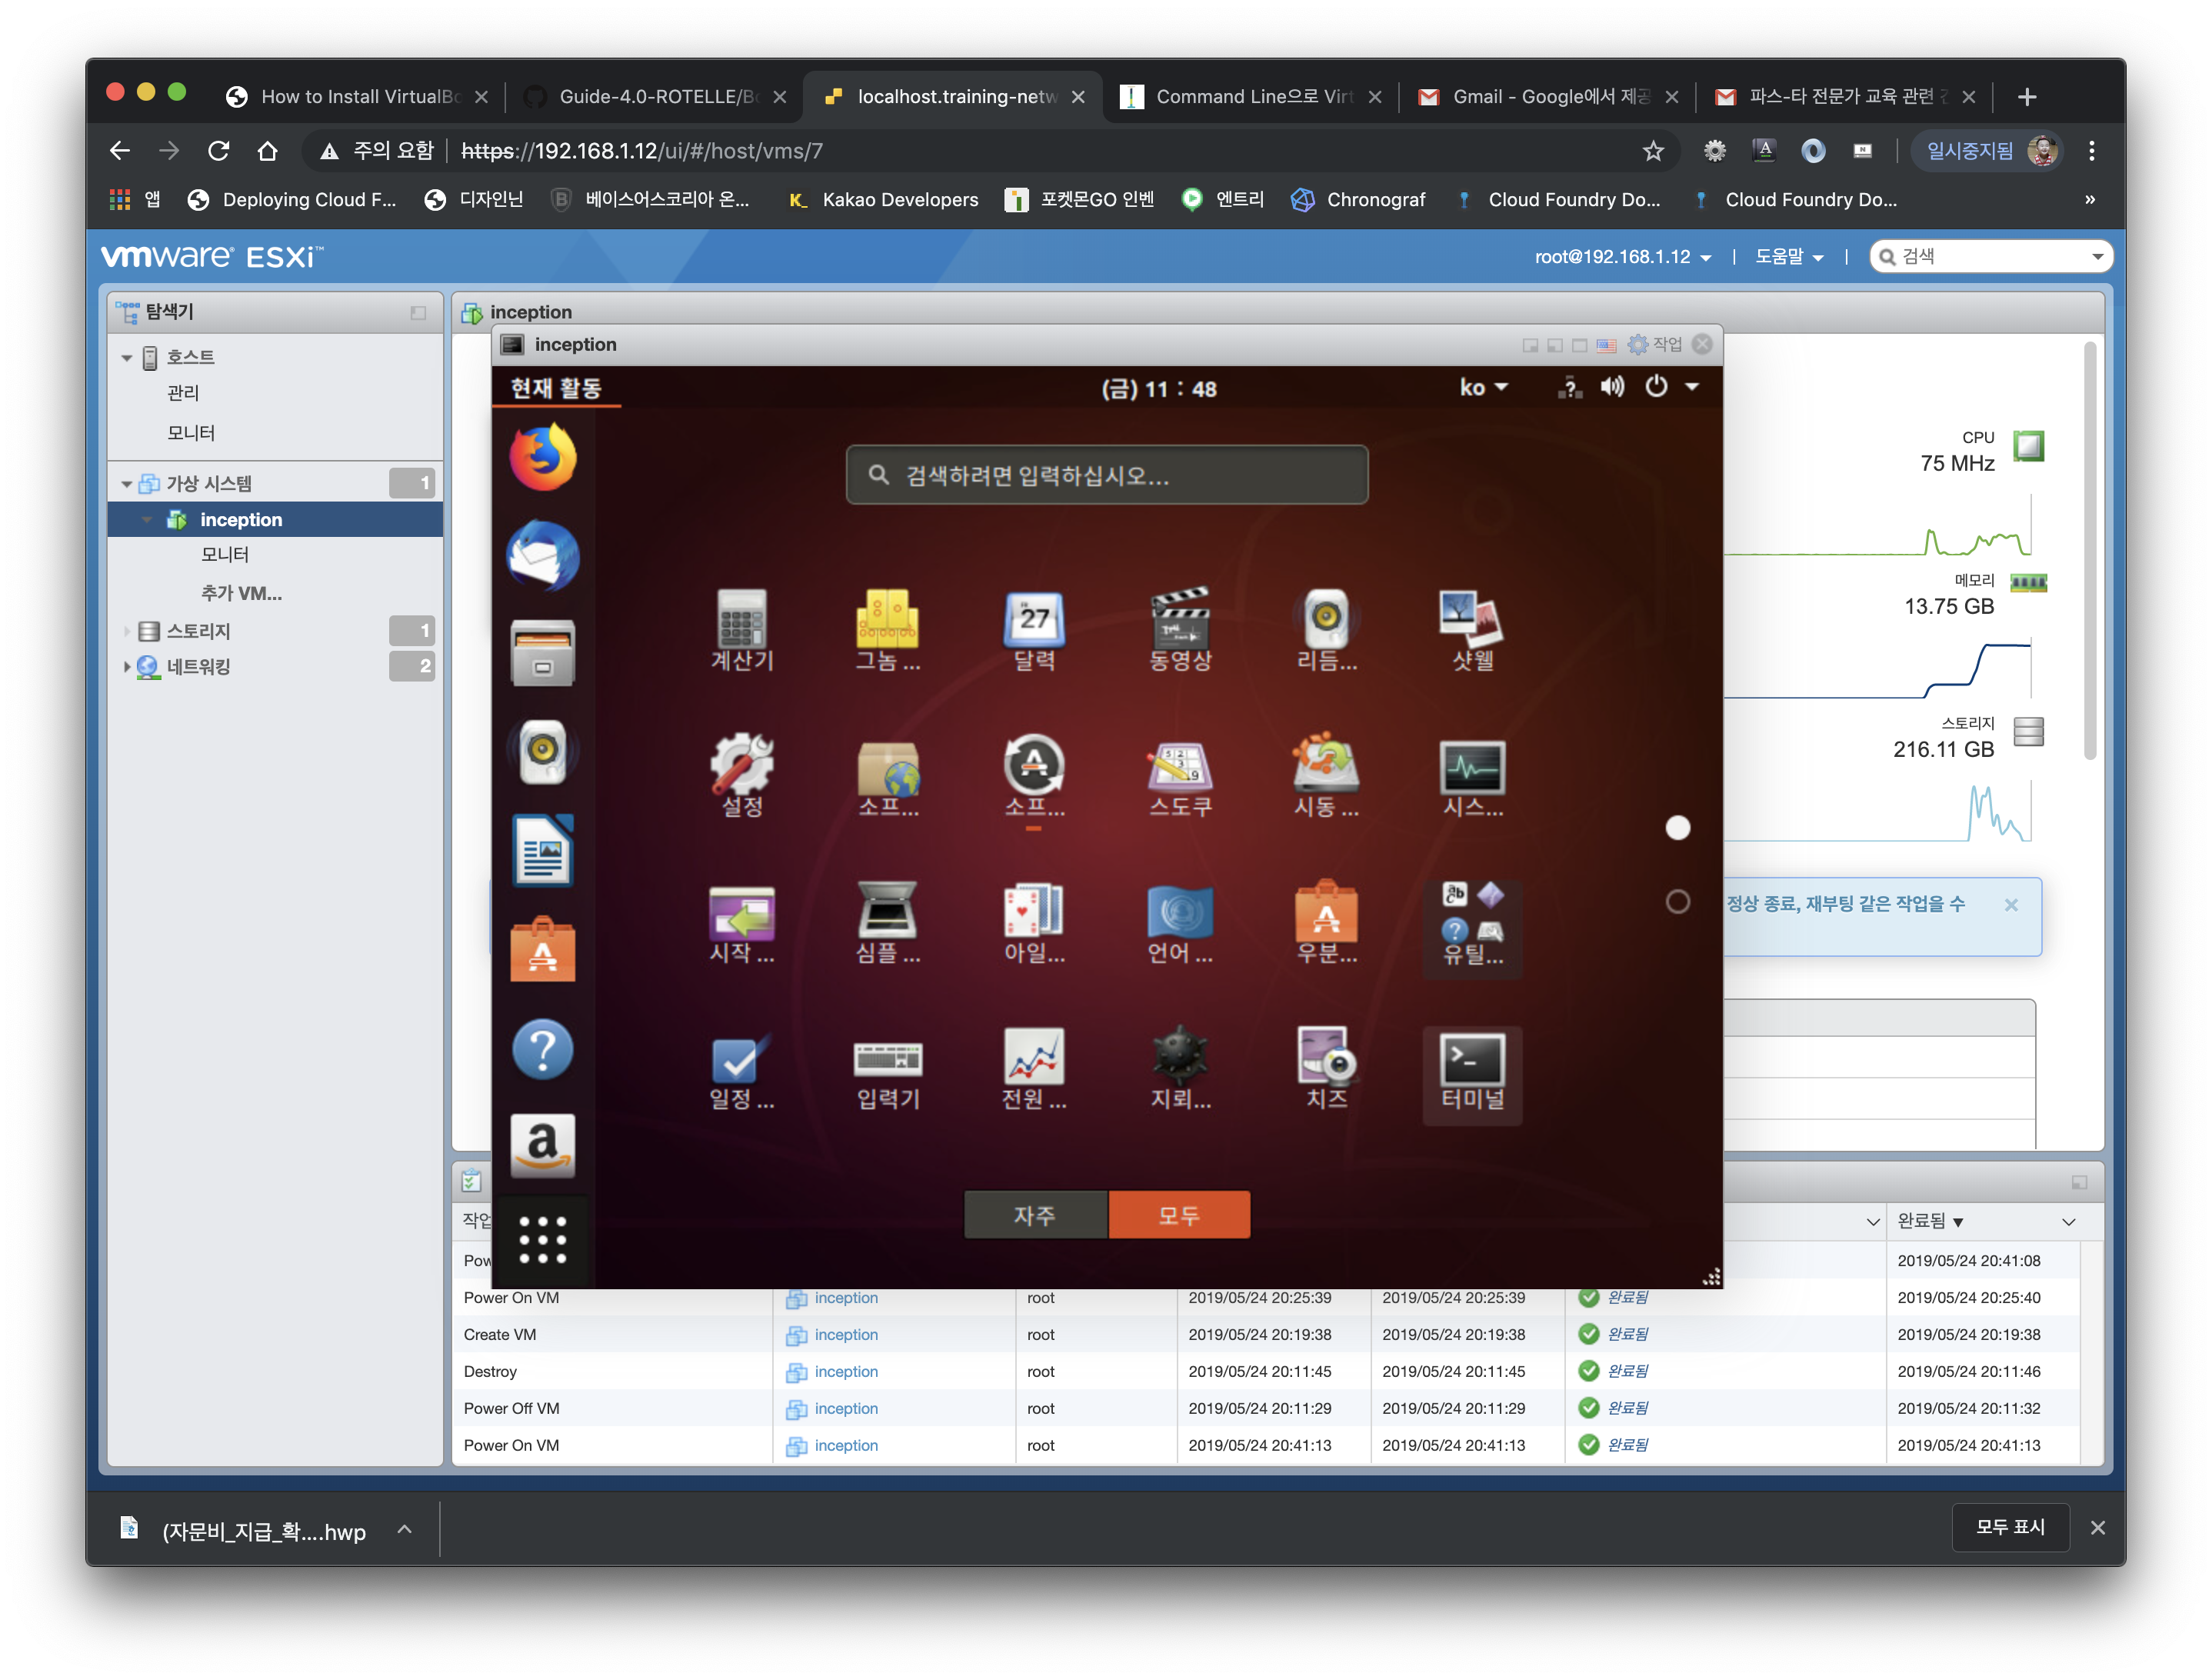 How to Install VirtualBo
Guide-4.0-ROTELLE/Bo
localhost.training-netw
Command Line으로 Virt
Gmail - Google에서 제공
파스-타 전문가 교육 관련
주의 요함
https://192.168.1.12/ui/#/host/vms/7
일시중지됨
앱
Deploying Cloud F...
디자인닌
베이스어스코리아 온...
Kakao Developers
포켓몬GO 인벤
엔트리
Chronograf
Cloud Foundry Do...
Cloud Foundry Do...
»
vmware® ESXi™
root@192.168.1.12
도움말
검색
탐색기
호스트
관리
모니터
가상 시스템 1
inception
모니터
추가 VM...
스토리지 1
네트워킹 2
inception
inception
작업
현재 활동
(금) 11 : 48
ko
검색하려면 입력하십시오...
계산기
그놈 ...
27
달력
동영상
리듬...
샷웰
설정
소프...
소프...
스도쿠
시동 ...
시스...
시작 ...
심플 ...
아일...
언어 ...
우분...
유틸...
일정 ...
입력기
전원 ...
지뢰...
치즈
터미널
자주
모두
CPU
75 MHz
메모리
13.75 GB
스토리지
216.11 GB
정상 종료, 재부팅 같은 작업을 수
작업
완료됨 ▼
Pow
2019/05/24 20:41:08
Power On VM inception root 2019/05/24 20:25:39 2019/05/24 20:25:39 완료됨 2019/05/24 20:25:40
Create VM inception root 2019/05/24 20:19:38 2019/05/24 20:19:38 완료됨 2019/05/24 20:19:38
Destroy inception root 2019/05/24 20:11:45 2019/05/24 20:11:45 완료됨 2019/05/24 20:11:46
Power Off VM inception root 2019/05/24 20:11:29 2019/05/24 20:11:29 완료됨 2019/05/24 20:11:32
Power On VM inception root 2019/05/24 20:41:13 2019/05/24 20:41:13 완료됨 2019/05/24 20:41:13
(자문비_지급_확....hwp
모두 표시